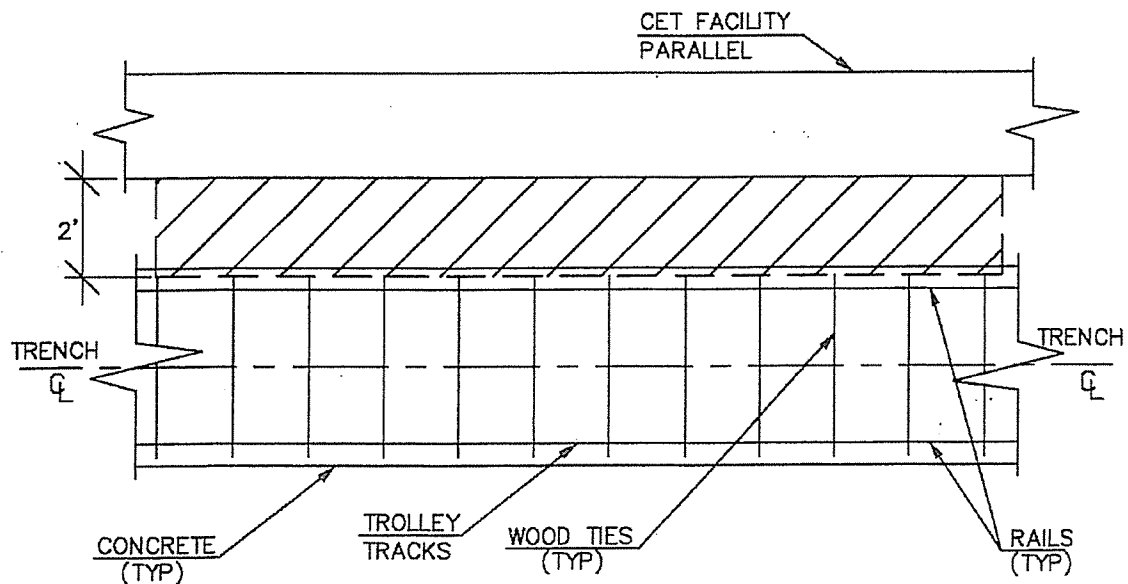 CET FACILITY
PARALLEL
2'
TRENCH
℄
TRENCH
℄
CONCRETE
(TYP)
TROLLEY
TRACKS
WOOD TIES
(TYP)
RAILS
(TYP)